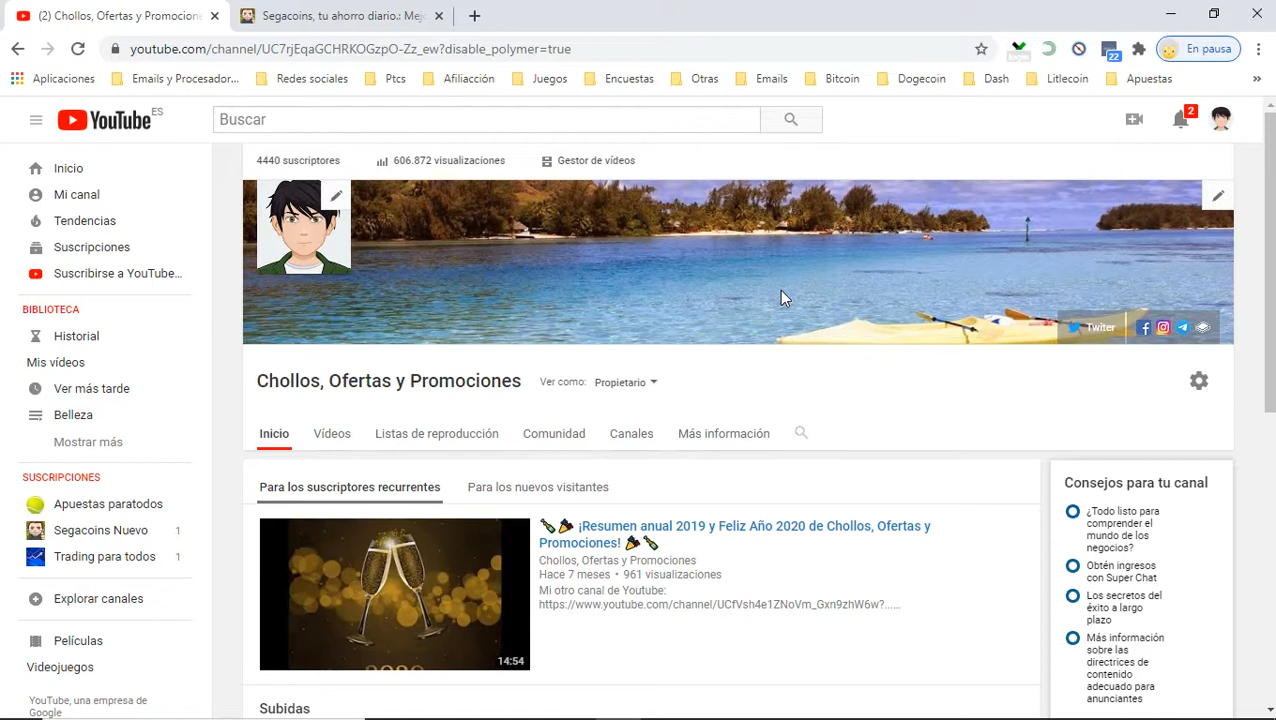 (2) Chollos, Ofertas y Promocione
Segacoins, tu ahorro diario.: Mej
youtube.com/channel/UC7rjEqaGCHRKOGzpO-Zz_ew?disable_polymer=true
22
En pausa
Aplicaciones
Emails y Procesador...
Redes sociales
Ptcs
Afiliacción
Juegos
Encuestas
Otras
Emails
Bitcoin
Dogecoin
Dash
Litlecoin
Apuestas
»
YouTube ES
Buscar
2
4440 suscriptores
606.872 visualizaciones
Gestor de vídeos
Inicio
Mi canal
Tendencias
Suscripciones
Suscribirse a YouTube...
BIBLIOTECA
Historial
Mis vídeos
Ver más tarde
Belleza
Mostrar más
SUSCRIPCIONES
Apuestas paratodos
Segacoins Nuevo 1
Trading para todos 1
Explorar canales
Películas
Videojuegos
YouTube, una empresa de
Google
Twiter
Chollos, Ofertas y Promociones
Ver como: Propietario
Inicio
Vídeos
Listas de reproducción
Comunidad
Canales
Más información
Para los suscriptores recurrentes
Para los nuevos visitantes
¡Resumen anual 2019 y Feliz Año 2020 de Chollos, Ofertas y
Promociones!
Chollos, Ofertas y Promociones
Hace 7 meses • 961 visualizaciones
Mi otro canal de Youtube:
https://www.youtube.com/channel/UCfVsh4e1ZNoVm_Gxn9zhW6w?......
2020
14:54
Subidas
Consejos para tu canal
¿Todo listo para
comprender el
mundo de los
negocios?
Obtén ingresos
con Super Chat
Los secretos del
éxito a largo
plazo
Más información
sobre las
directrices de
contenido
adecuado para
anunciantes